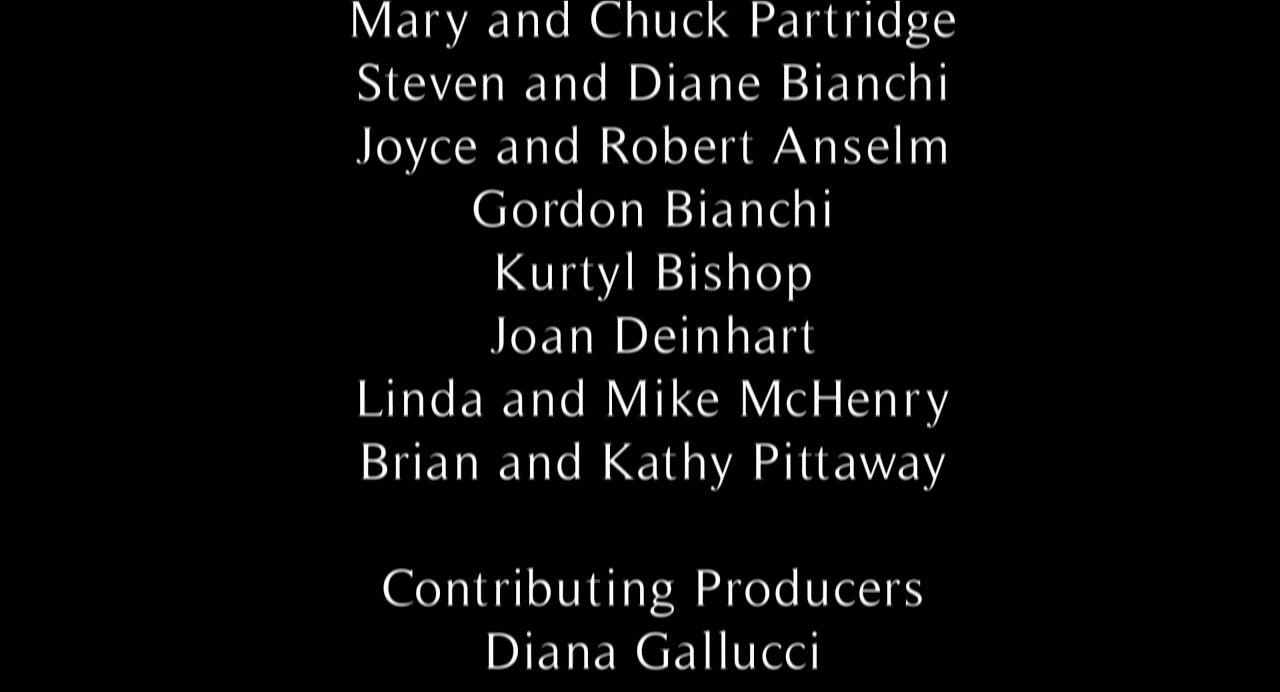 Mary and Chuck Partridge
Steven and Diane Bianchi
Joyce and Robert Anselm
Gordon Bianchi
Kurtyl Bishop
Joan Deinhart
Linda and Mike McHenry
Brian and Kathy Pittaway
Contributing Producers
Diana Gallucci